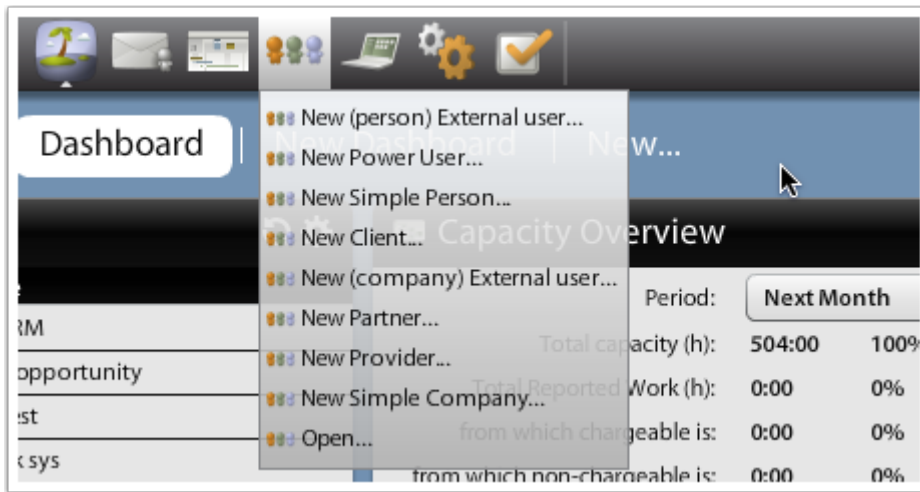 Dashboard | New Dashboard | New...
New (person) External user...
New Power User...
New Simple Person...
New Client...
New (company) External user...
New Partner...
New Provider...
New Simple Company...
Open...
Capacity Overview
Period: Next Month
Total capacity (h): 504:00 100%
Total Reported Work (h): 0:00 0%
from which chargeable is: 0:00 0%
from which non-chargeable is: 0:00 0%
opportunity
sys